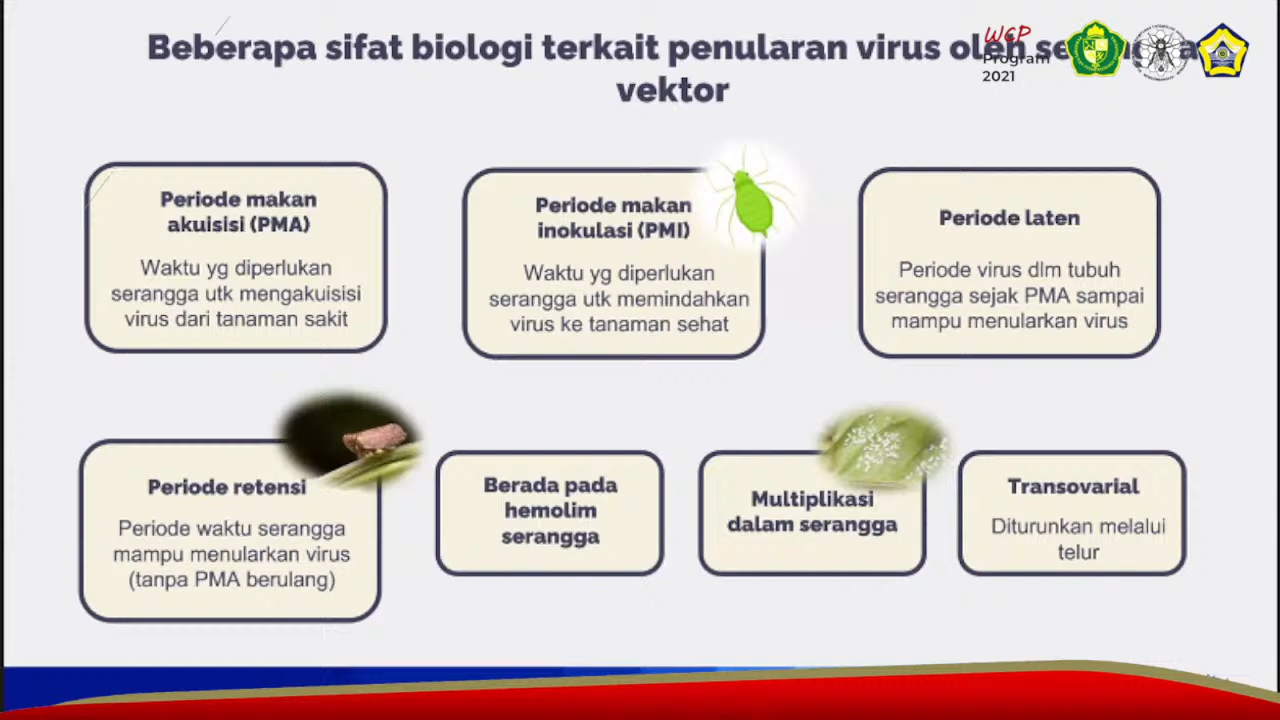 Beberapa sifat biologi terkait penularan virus oleh
vektor
WCP
Program
2021
Periode makan
akuisisi (PMA)
Waktu yg diperlukan
serangga utk mengakuisisi
virus dari tanaman sakit
Periode makan
inokulasi (PMI)
Waktu yg diperlukan
serangga utk memindahkan
virus ke tanaman sehat
Periode laten
Periode virus dlm tubuh
serangga sejak PMA sampai
mampu menularkan virus
Periode retensi
Periode waktu serangga
mampu menularkan virus
(tanpa PMA berulang)
Berada pada
hemolim
serangga
Multiplikasi
dalam serangga
Transovarial
Diturunkan melalui
telur